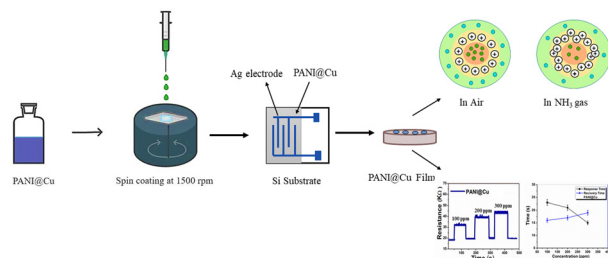 PANI@Cu
Spin coating at 1500 rpm
Ag electrode
PANI@Cu
Si Substrate
PANI@Cu Film
In Air
In NH₃ gas
Resistance (KΩ)
PANI@Cu
100 ppm
200 ppm
300 ppm
Time (s)
Time (s)
Response Time
Recovery Time
PANI@Cu
Concentration (ppm)